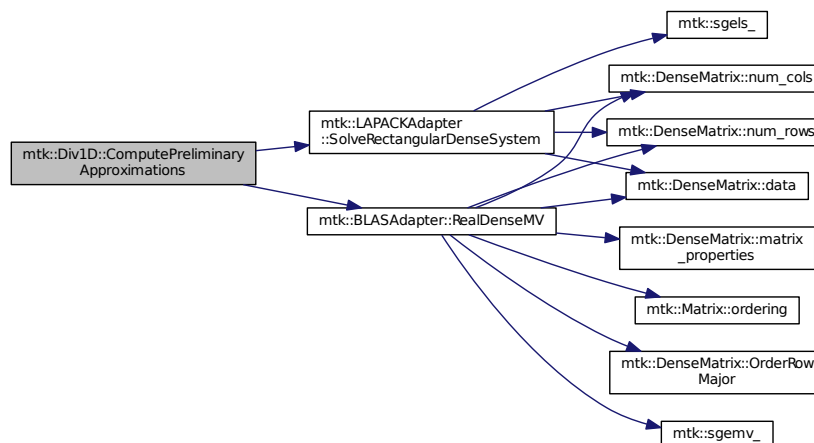 mtk::Div1D::ComputePreliminary
Approximations
mtk::LAPACKAdapter
::SolveRectangularDenseSystem
mtk::BLASAdapter::RealDenseMV
mtk::sgels_
mtk::DenseMatrix::num_cols
mtk::DenseMatrix::num_rows
mtk::DenseMatrix::data
mtk::DenseMatrix::matrix
_properties
mtk::Matrix::ordering
mtk::DenseMatrix::OrderRow
Major
mtk::sgemv_